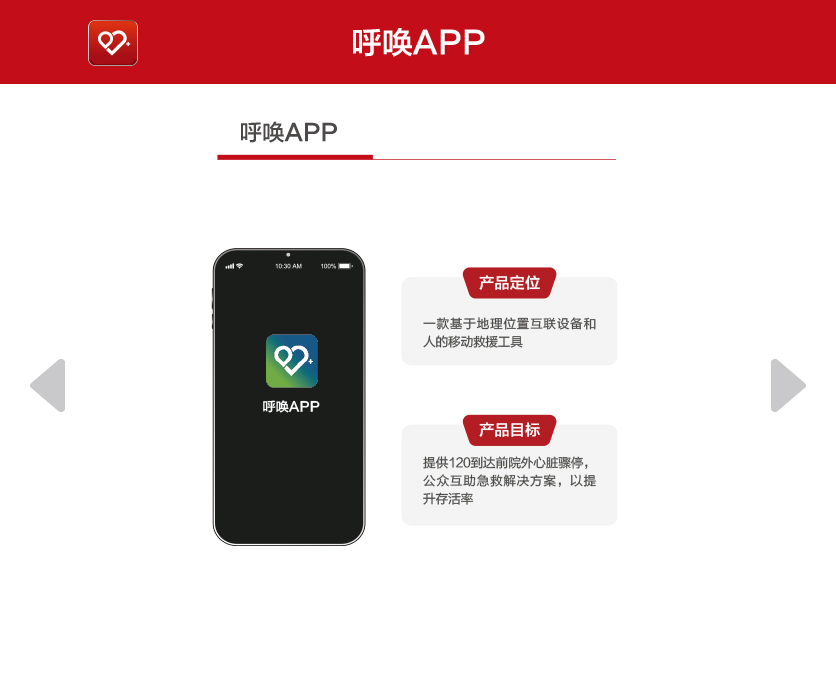 呼唤APP
呼唤APP
10:30 AM
100%
呼唤APP
产品定位
一款基于地理位置互联设备和
人的移动救援工具
产品目标
提供120到达前院外心脏骤停，
公众互助急救解决方案，以提
升存活率